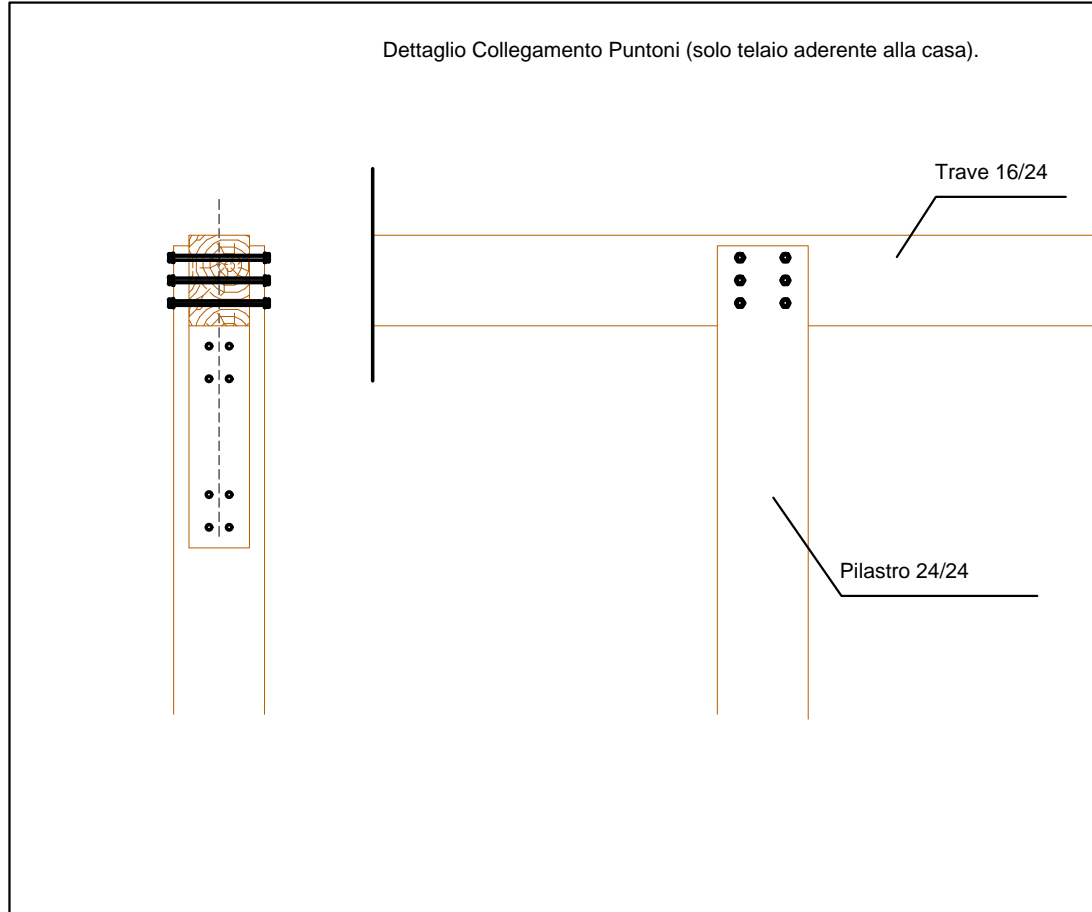 Dettaglio Collegamento Puntoni (solo telaio aderente alla casa).
Trave 16/24
Pilastro 24/24